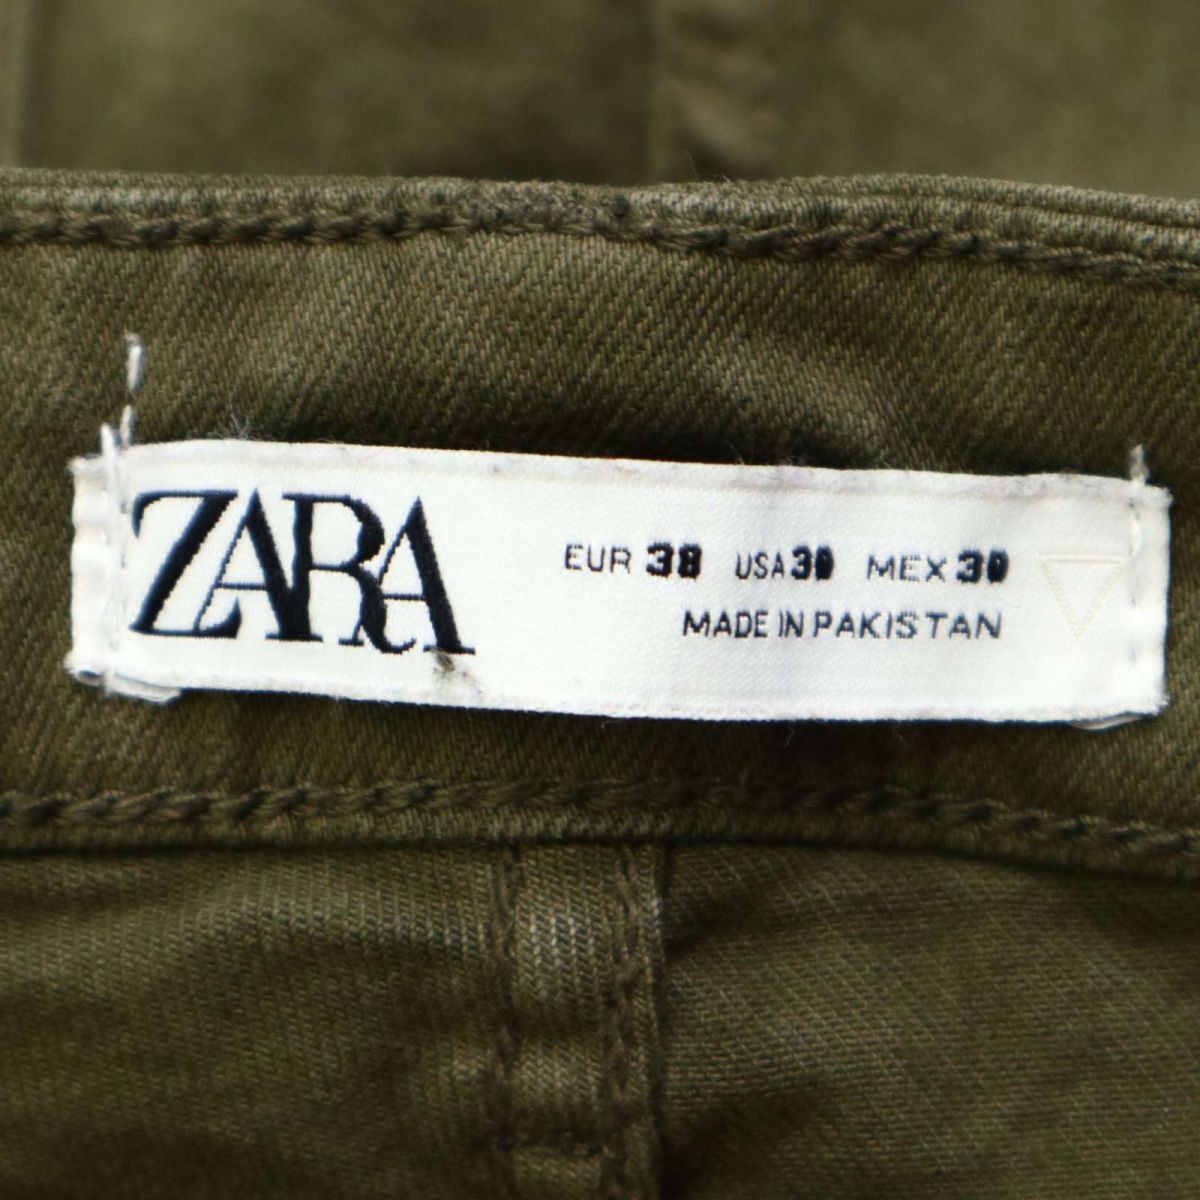 ZARA
EUR 38 USA 30 MEX 30
MADE IN PAKISTAN